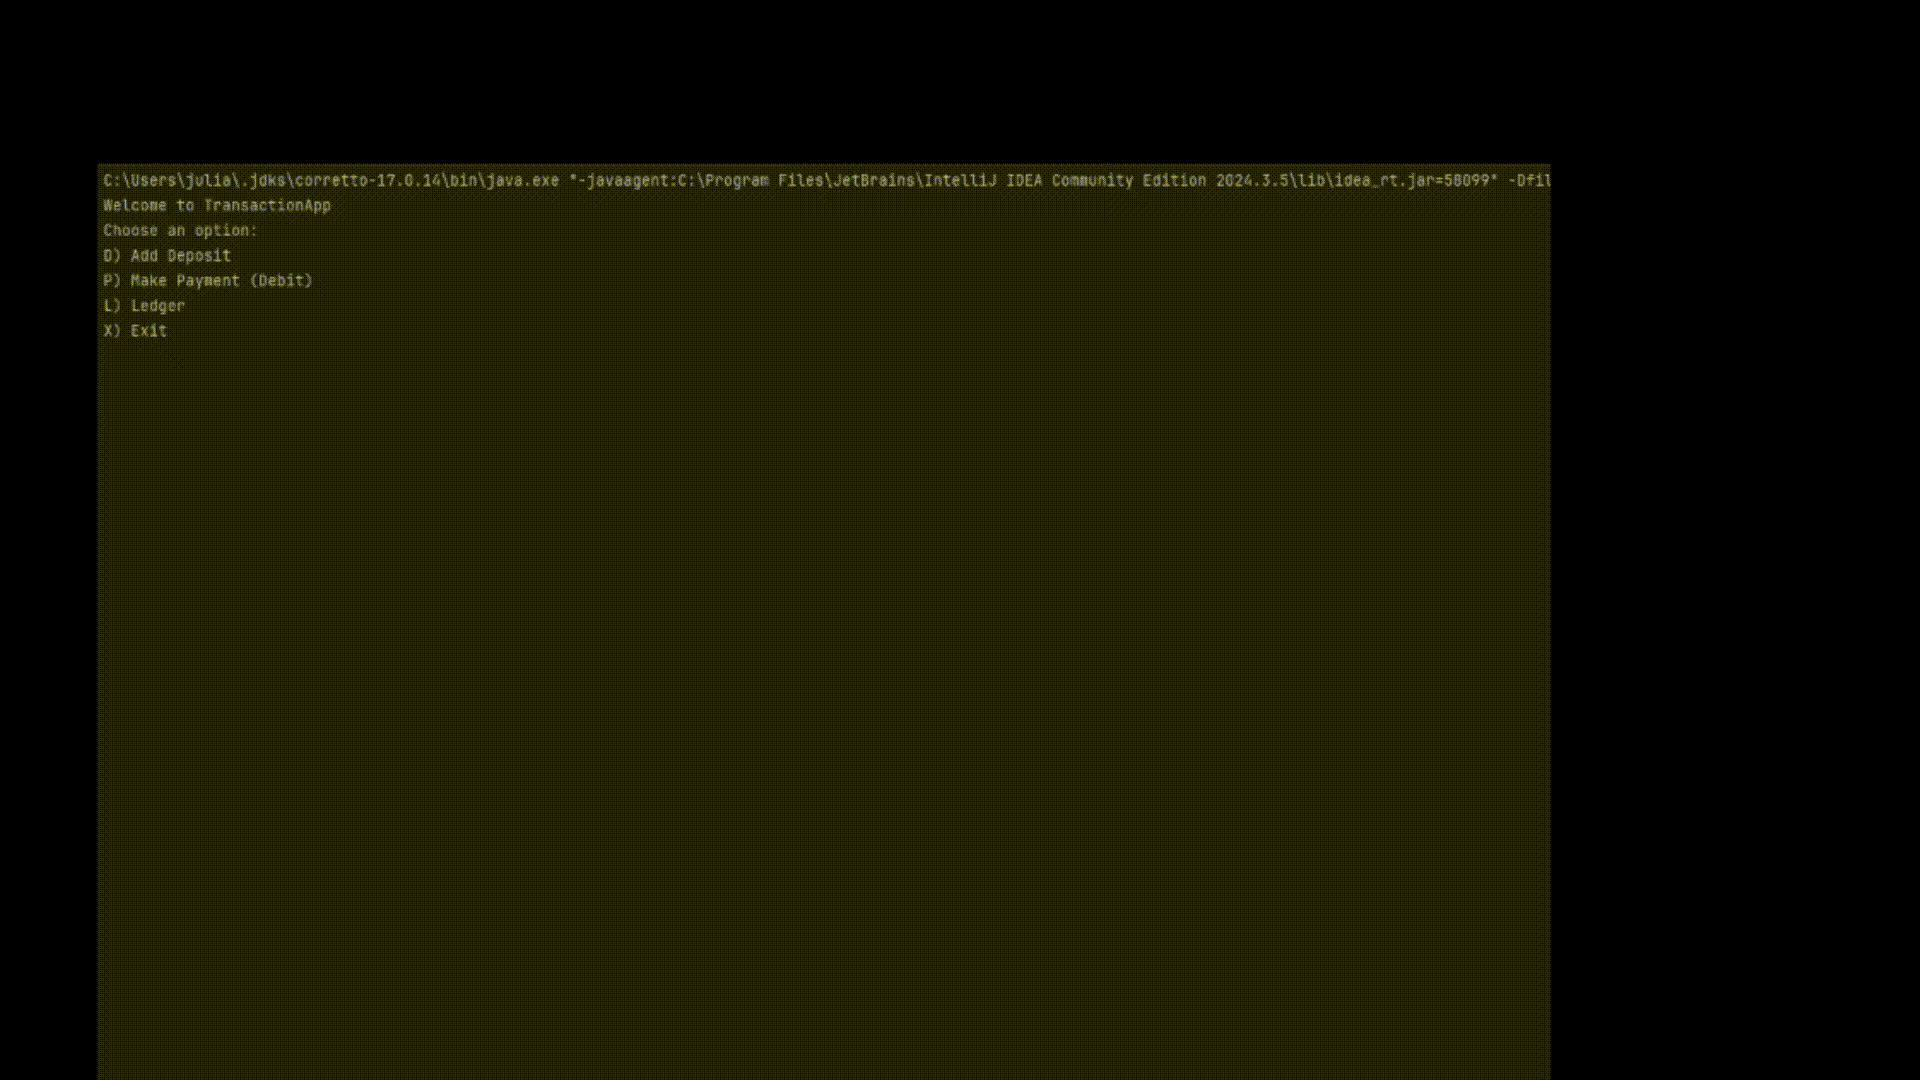 C:\Users\julia\.jdks\corretto-17.0.14\bin\java.exe "-javaagent:C:\Program Files\JetBrains\IntelliJ IDEA Community Edition 2024.3.5\lib\idea_rt.jar=58099" -Dfil
Welcome to TransactionApp
Choose an option:
D) Add Deposit
P) Make Payment (Debit)
L) Ledger
X) Exit